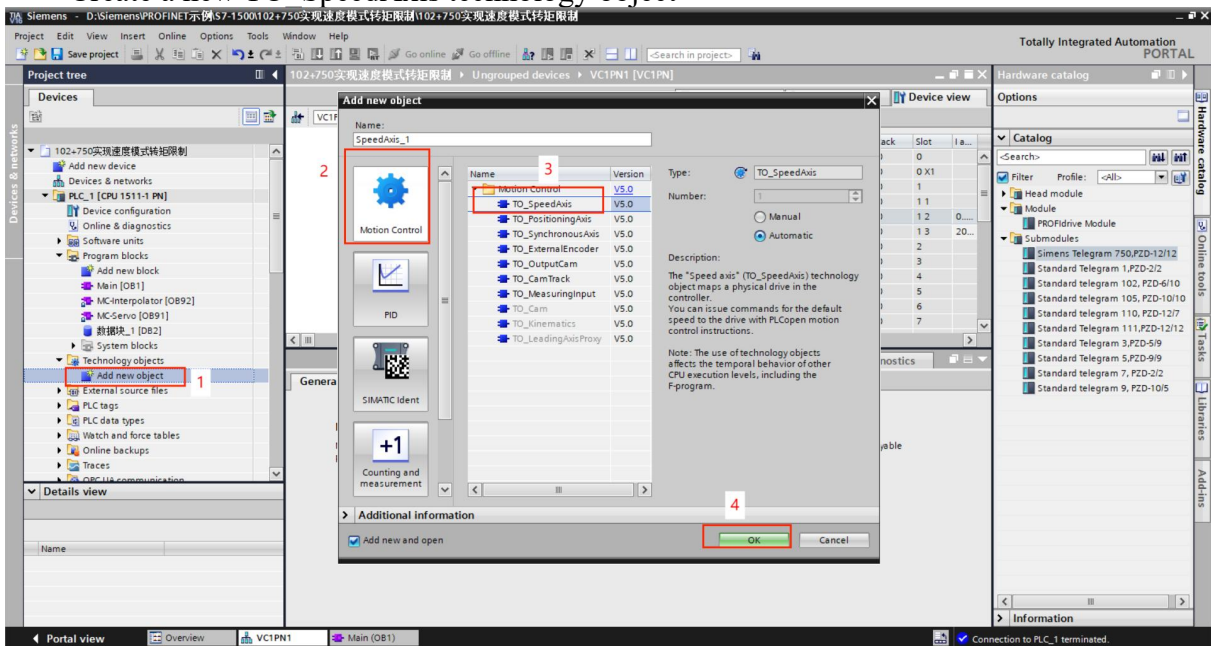 Siemens - D:\Siemens\PROFINET示例\S7-1500\102+750实现速度模式转矩限制\102+750实现速度模式转矩限制
Project Edit View Insert Online Options Tools Window Help
Totally Integrated Automation
PORTAL
Save project
Go online
Go offline
<Search in project>
Project tree
102+750实现速度模式转矩限制 ▸ Ungrouped devices ▸ VC1PN1 [VC1PN]
Hardware catalog
Devices
Device view
Options
102+750实现速度模式转矩限制
Add new device
Devices & networks
PLC_1 [CPU 1511-1 PN]
Device configuration
Online & diagnostics
Software units
Program blocks
Add new block
Main [OB1]
MC-Interpolator [OB92]
MC-Servo [OB91]
数据块_1 [DB2]
System blocks
Technology objects
Add new object
1
External source files
PLC tags
PLC data types
Watch and force tables
Online backups
Traces
OPC UA communication
Details view
Name
Devices & networks
Add new object
Name:
SpeedAxis_1
2
3
Motion Control
PID
SIMATIC Ident
+1
Counting and
measurement
Name Version
Motion Control V5.0
TO_SpeedAxis V5.0
TO_PositioningAxis V5.0
TO_SynchronousAxis V5.0
TO_ExternalEncoder V5.0
TO_OutputCam V5.0
TO_CamTrack V5.0
TO_MeasuringInput V5.0
TO_Cam V5.0
TO_Kinematics V5.0
TO_LeadingAxisProxy V5.0
Type: TO_SpeedAxis
Number: 1
Manual
Automatic
Description:
The "Speed axis" (TO_SpeedAxis) technology
object maps a physical drive in the
controller.
You can issue commands for the default
speed to the drive with PLCopen motion
control instructions.
Note: The use of technology objects
affects the temporal behavior of other
CPU execution levels, including the
F-program.
Additional information
4
Add new and open
OK Cancel
ack Slot I a...
0
0 X1
1
1 1
1 2 0....
1 3 20...
2
3
4
5
6
7
nostics
Genera
yable
Catalog
<Search>
Filter Profile: <All>
Head module
Module
PROFIdrive Module
Submodules
Simens Telegram 750,PZD-12/12
Standard Telegram 1,PZD-2/2
Standard telegram 102, PZD-6/10
Standard telegram 105, PZD-10/10
Standard telegram 110, PZD-12/7
Standard Telegram 111,PZD-12/12
Standard Telegram 3,PZD-5/9
Standard Telegram 5,PZD-9/9
Standard telegram 7, PZD-2/2
Standard telegram 9, PZD-10/5
Information
Hardware catalog
Online tools
Tasks
Libraries
Add-ins
Portal view
Overview
VC1PN1
Main (OB1)
Connection to PLC_1 terminated.